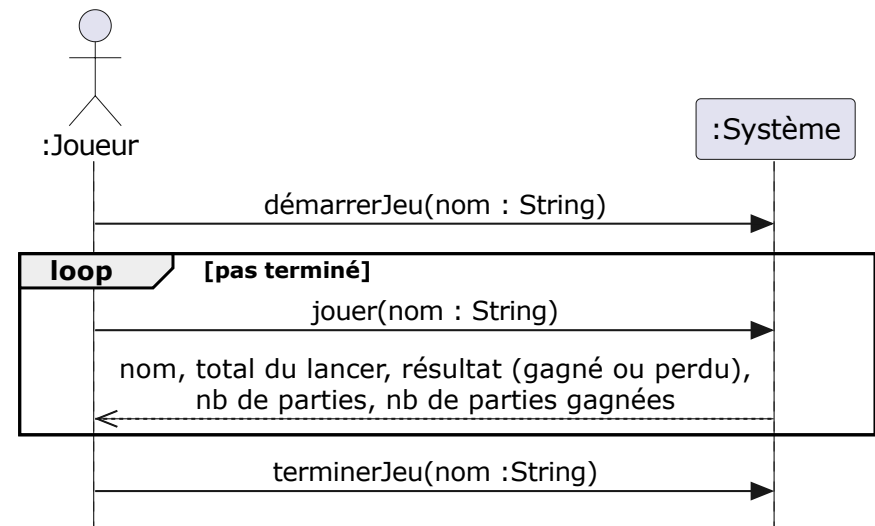 :Joueur
:Système
démarrerJeu(nom : String)
loop [pas terminé]
jouer(nom : String)
nom, total du lancer, résultat (gagné ou perdu),
nb de parties, nb de parties gagnées
terminerJeu(nom :String)